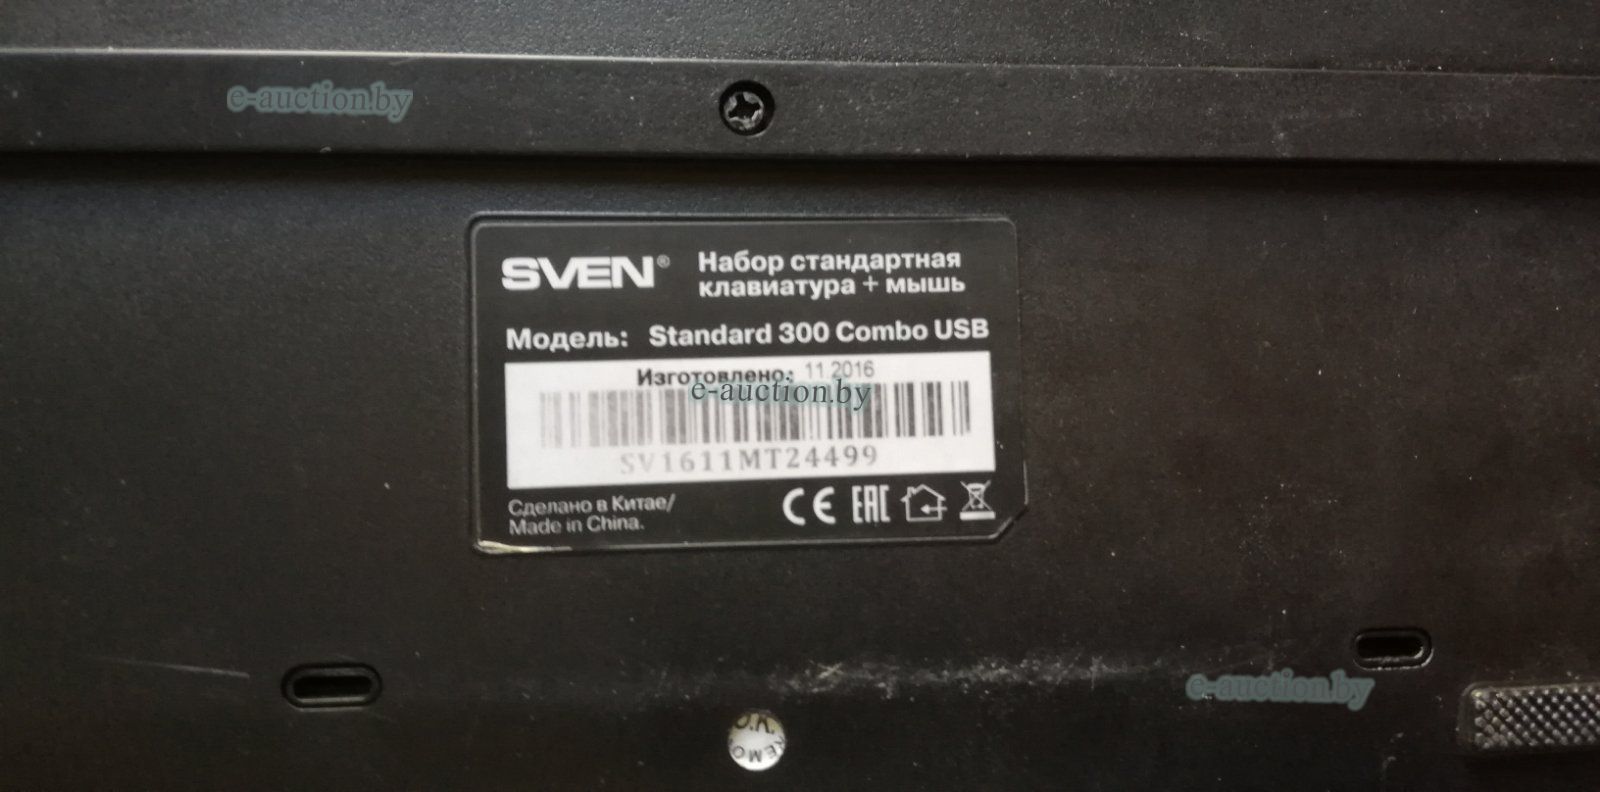 e-auction.by
SVEN® Набор стандартная
клавиатура + мышь
Модель: Standard 300 Combo USB
Изготовлено: 11 2016
e-auction.by
SV1611MT24499
Сделано в Китае/
Made in China.
CE EAC
e-auction.by
O.K.